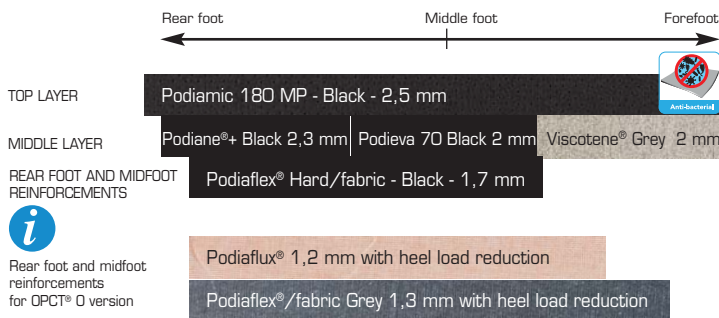 Rear foot Middle foot Forefoot
Anti-bacterial
TOP LAYER Podiamic 180 MP - Black - 2,5 mm
MIDDLE LAYER Podiane®+ Black 2,3 mm Podieva 70 Black 2 mm Viscotene® Grey 2 mm
REAR FOOT AND MIDFOOT
REINFORCEMENTS
Podiaflex® Hard/fabric - Black - 1,7 mm
i
Rear foot and midfoot
reinforcements
for OPCT® O version
Podiaflux® 1,2 mm with heel load reduction
Podiaflex®/fabric Grey 1,3 mm with heel load reduction